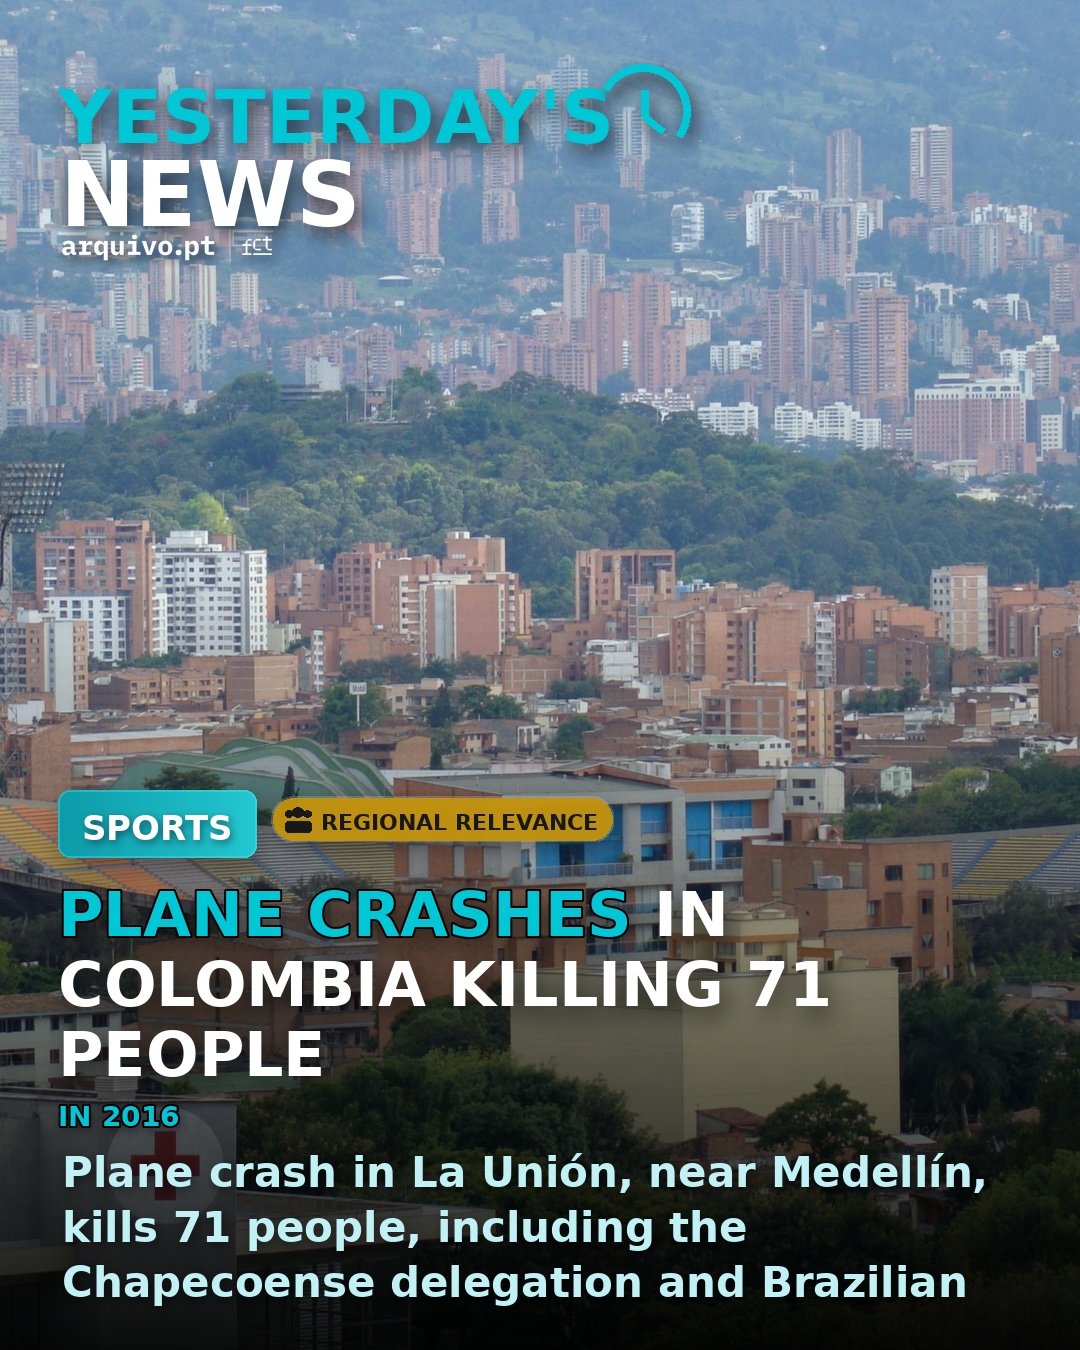 YESTERDAY'S
NEWS
arquivo.pt | fct
SPORTS
REGIONAL RELEVANCE
PLANE CRASHES IN
COLOMBIA KILLING 71
PEOPLE
IN 2016
Plane crash in La Unión, near Medellín,
kills 71 people, including the
Chapecoense delegation and Brazilian